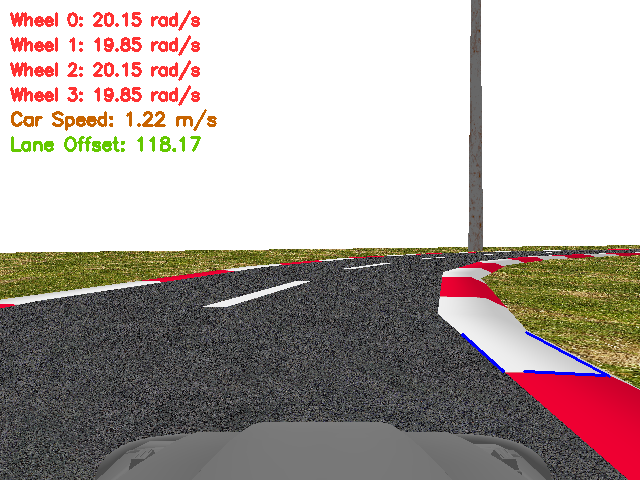 Wheel 0: 20.15 rad/s
Wheel 1: 19.85 rad/s
Wheel 2: 20.15 rad/s
Wheel 3: 19.85 rad/s
Car Speed: 1.22 m/s
Lane Offset: 118.17